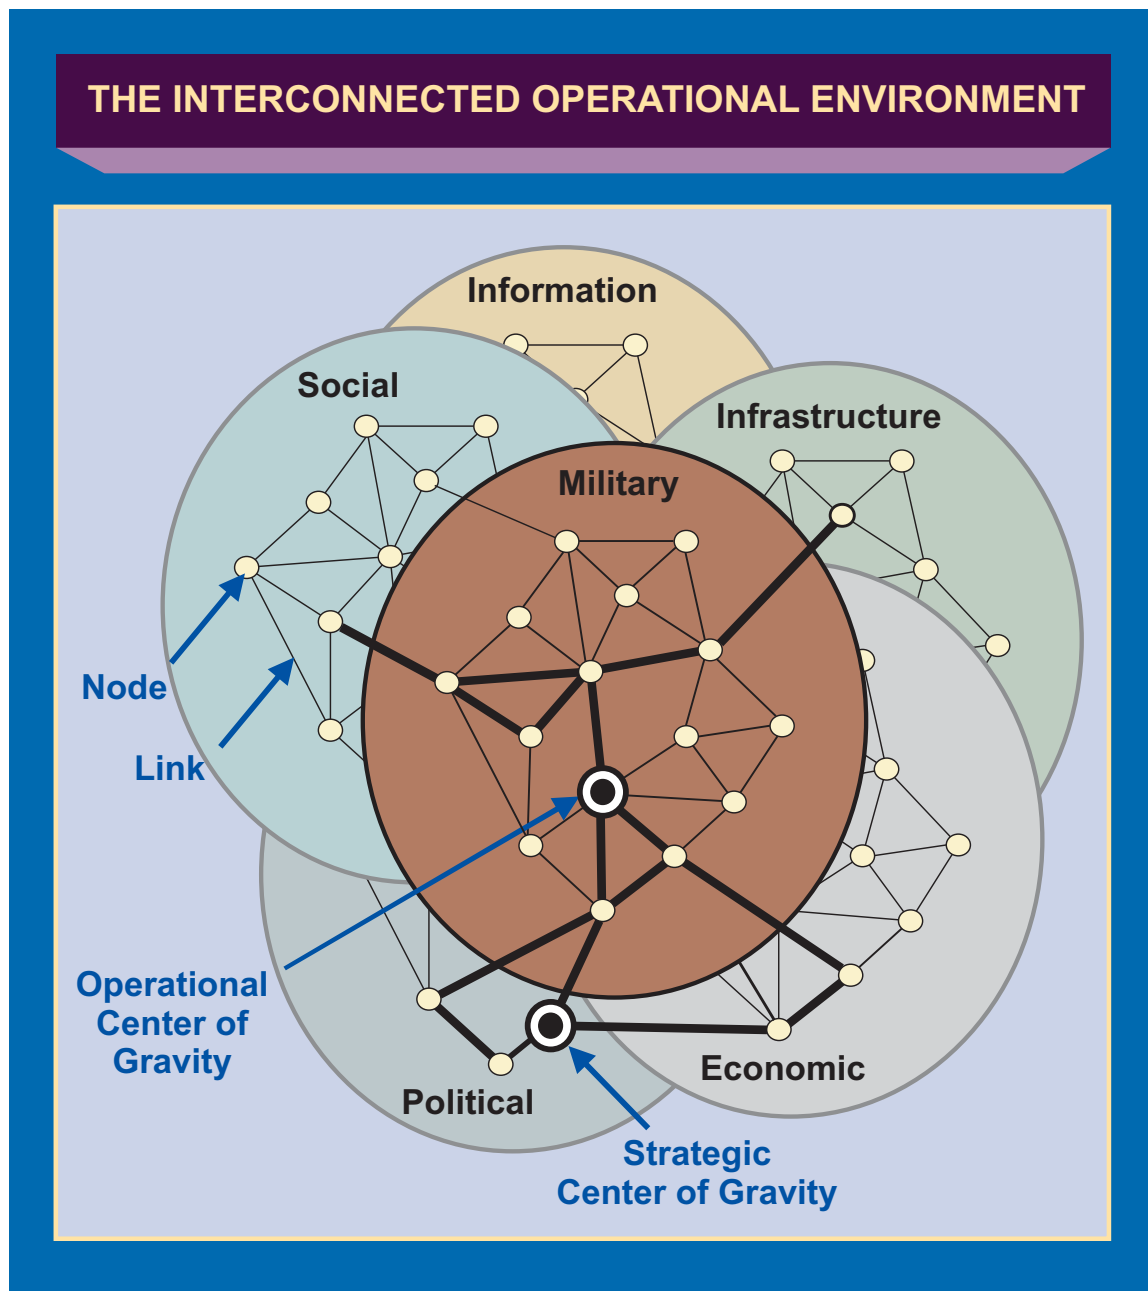 THE INTERCONNECTED OPERATIONAL ENVIRONMENT
Information
Social
Infrastructure
Military
Node
Link
Operational
Center of
Gravity
Economic
Political
Strategic
Center of Gravity